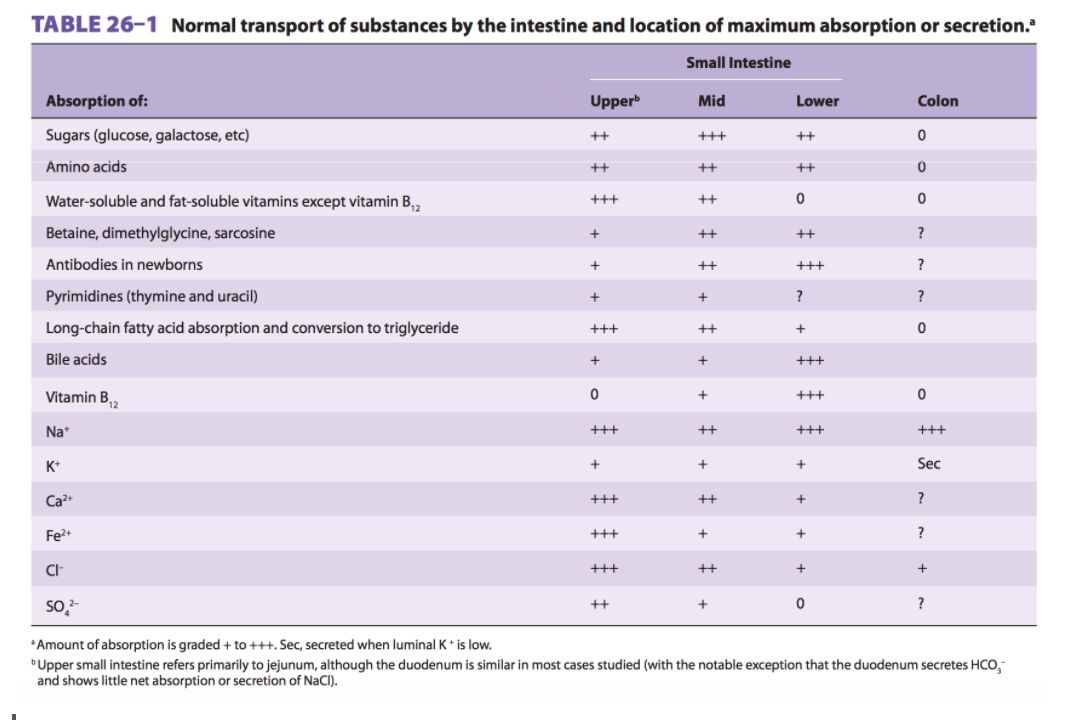 TABLE 26–1 Normal transport of substances by the intestine and location of maximum absorption or secretion.ᵃ
Small Intestine
Absorption of: Upperᵇ Mid Lower Colon
Sugars (glucose, galactose, etc) ++ +++ ++ 0
Amino acids ++ ++ ++ 0
Water-soluble and fat-soluble vitamins except vitamin B₁₂ +++ ++ 0 0
Betaine, dimethylglycine, sarcosine + ++ ++ ?
Antibodies in newborns + ++ +++ ?
Pyrimidines (thymine and uracil) + + ? ?
Long-chain fatty acid absorption and conversion to triglyceride +++ ++ + 0
Bile acids + + +++
Vitamin B₁₂ 0 + +++ 0
Na⁺ +++ ++ +++ +++
K⁺ + + + Sec
Ca²⁺ +++ ++ + ?
Fe²⁺ +++ + + ?
Cl⁻ +++ ++ + +
SO₄²⁻ ++ + 0 ?
ᵃAmount of absorption is graded + to +++. Sec, secreted when luminal K⁺ is low.
ᵇUpper small intestine refers primarily to jejunum, although the duodenum is similar in most cases studied (with the notable exception that the duodenum secretes HCO₃⁻
and shows little net absorption or secretion of NaCl).